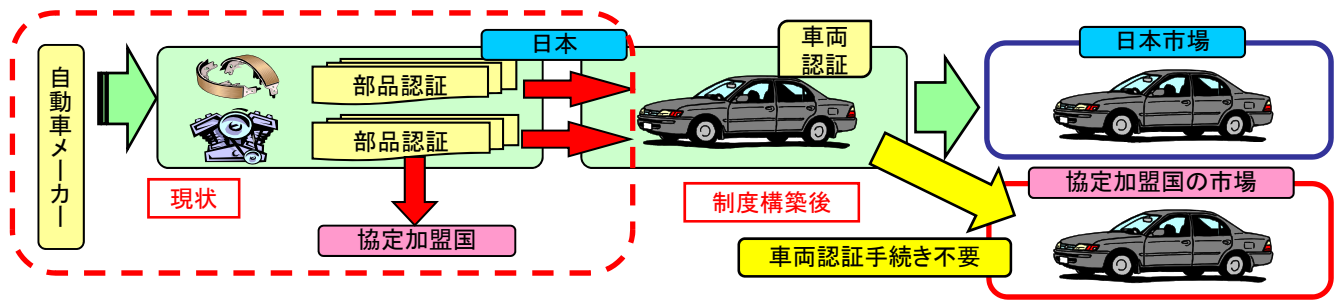 自動車メーカー
日本
部品認証
部品認証
現状
協定加盟国
車両
認証
制度構築後
車両認証手続き不要
日本市場
協定加盟国の市場